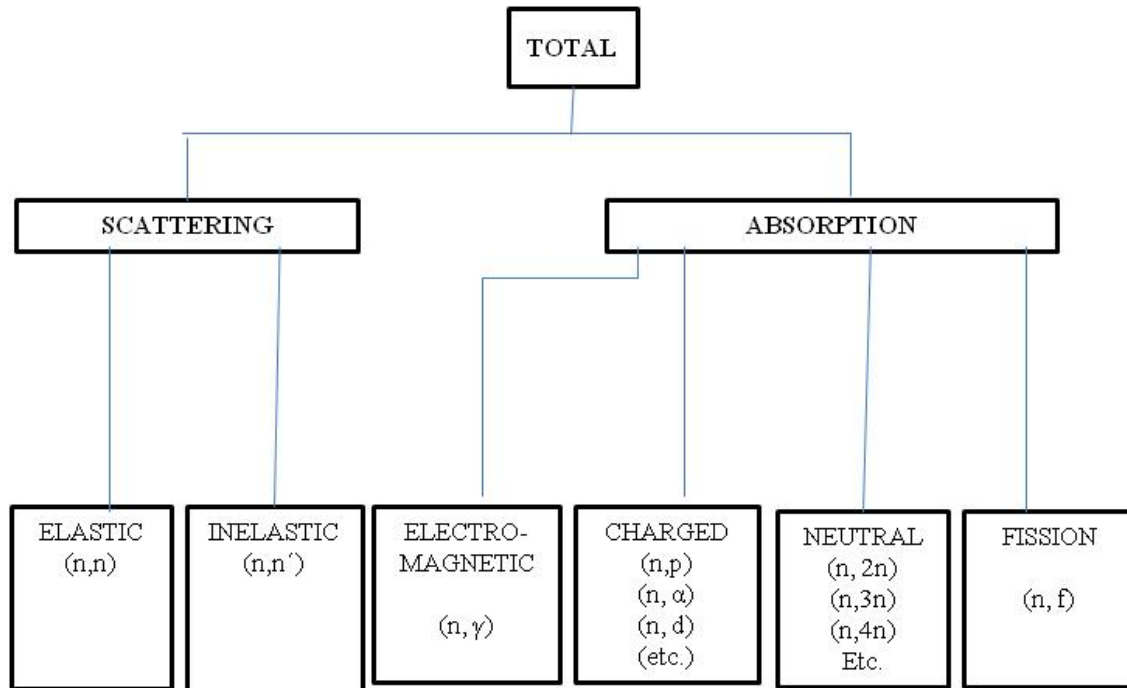 TOTAL
SCATTERING
ABSORPTION
ELASTIC
(n,n)
INELASTIC
(n,n´)
ELECTRO-
MAGNETIC
(n, γ)
CHARGED
(n,p)
(n, α)
(n, d)
(etc.)
NEUTRAL
(n, 2n)
(n,3n)
(n,4n)
Etc.
FISSION
(n, f)